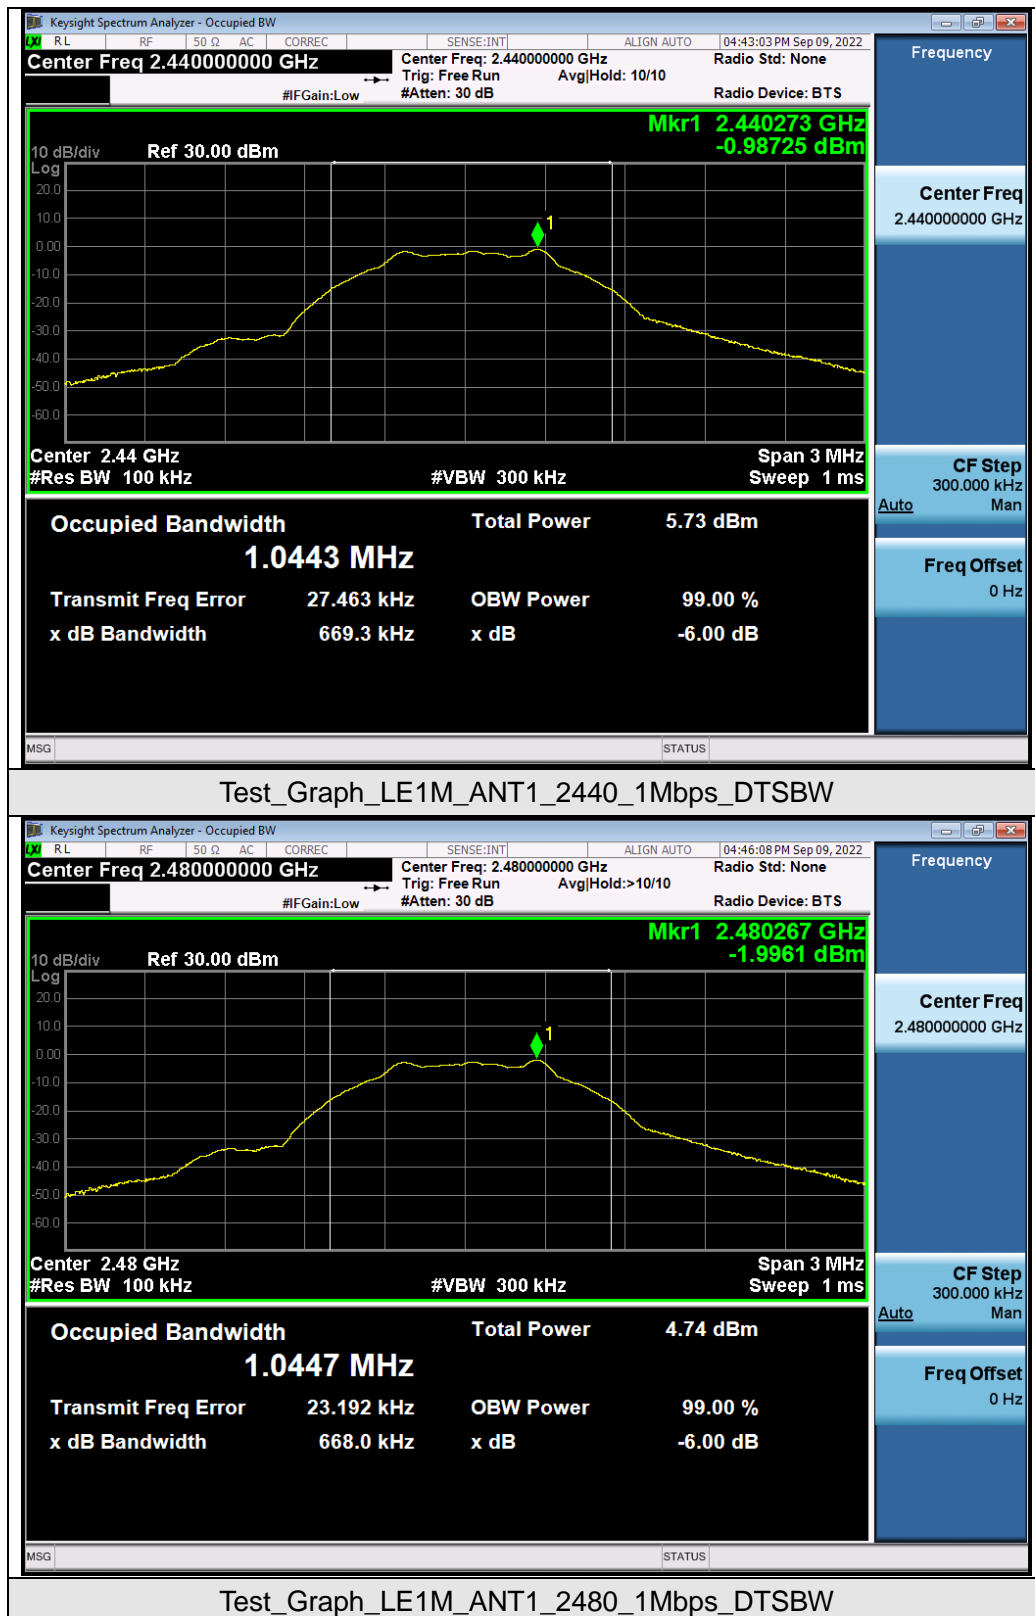 Keysight Spectrum Analyzer - Occupied BW
LXI RL RF 50 Ω AC CORREC SENSE:INT ALIGN AUTO 04:43:03 PM Sep 09, 2022
Center Freq 2.440000000 GHz
Center Freq: 2.440000000 GHz
Radio Std: None
Trig: Free Run Avg|Hold: 10/10
#IFGain:Low #Atten: 30 dB Radio Device: BTS
Frequency
Mkr1 2.440273 GHz
-0.98725 dBm
10 dB/div Ref 30.00 dBm
Log
20.0
10.0
0.00
-10.0
-20.0
-30.0
-40.0
-50.0
-60.0
1
Center 2.44 GHz Span 3 MHz
#Res BW 100 kHz #VBW 300 kHz Sweep 1 ms
Center Freq
2.440000000 GHz
CF Step
300.000 kHz
Auto Man
Freq Offset
0 Hz
Occupied Bandwidth Total Power 5.73 dBm
1.0443 MHz
Transmit Freq Error 27.463 kHz OBW Power 99.00 %
x dB Bandwidth 669.3 kHz x dB -6.00 dB
MSG STATUS
Test_Graph_LE1M_ANT1_2440_1Mbps_DTSBW
Keysight Spectrum Analyzer - Occupied BW
LXI RL RF 50 Ω AC CORREC SENSE:INT ALIGN AUTO 04:46:08 PM Sep 09, 2022
Center Freq 2.480000000 GHz
Center Freq: 2.480000000 GHz
Radio Std: None
Trig: Free Run Avg|Hold:>10/10
#IFGain:Low #Atten: 30 dB Radio Device: BTS
Frequency
Mkr1 2.480267 GHz
-1.9961 dBm
10 dB/div Ref 30.00 dBm
Log
20.0
10.0
0.00
-10.0
-20.0
-30.0
-40.0
-50.0
-60.0
1
Center 2.48 GHz Span 3 MHz
#Res BW 100 kHz #VBW 300 kHz Sweep 1 ms
Center Freq
2.480000000 GHz
CF Step
300.000 kHz
Auto Man
Freq Offset
0 Hz
Occupied Bandwidth Total Power 4.74 dBm
1.0447 MHz
Transmit Freq Error 23.192 kHz OBW Power 99.00 %
x dB Bandwidth 668.0 kHz x dB -6.00 dB
MSG STATUS
Test_Graph_LE1M_ANT1_2480_1Mbps_DTSBW